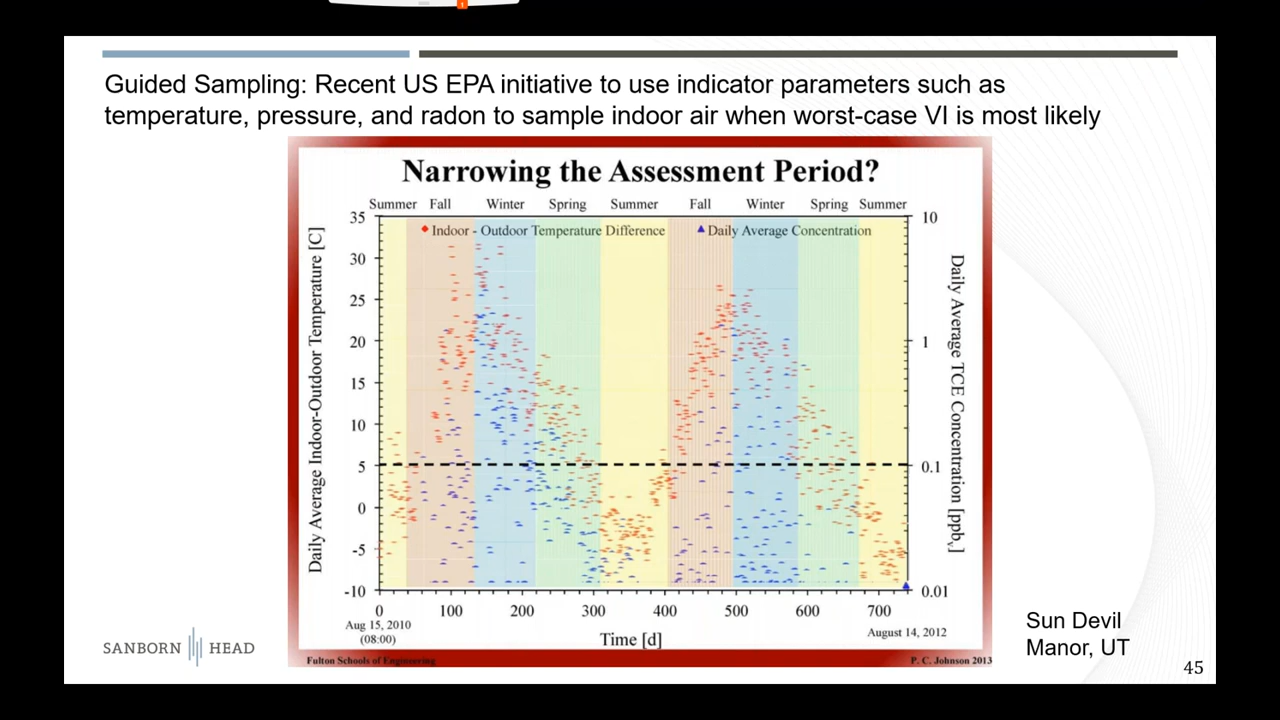 Guided Sampling: Recent US EPA initiative to use indicator parameters such as
temperature, pressure, and radon to sample indoor air when worst-case VI is most likely
Narrowing the Assessment Period?
Summer Fall Winter Spring Summer Fall Winter Spring Summer
Indoor - Outdoor Temperature Difference
Daily Average Concentration
Daily Average Indoor-Outdoor Temperature [C]
35
30
25
20
15
10
5
0
-5
-10
10
1
0.1
0.01
Daily Average TCE Concentration [ppbv]
0 100 200 300 400 500 600 700
Aug 15, 2010
(08:00)
Time [d]
August 14, 2012
Fulton Schools of Engineering
P. C. Johnson 2013
Sun Devil
Manor, UT
SANBORN HEAD
45